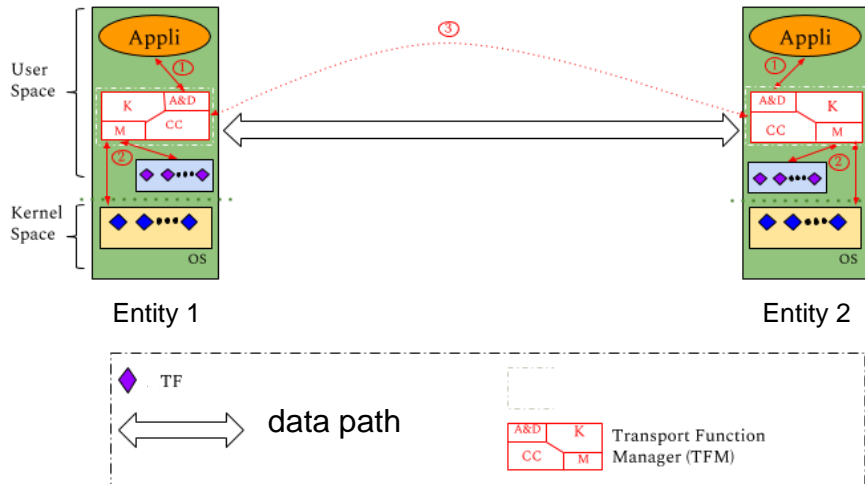 Appli
Appli
③
①
①
User
Space
A&D
K
CC
M
A&D
K
CC
M
②
②
Kernel
Space
OS
OS
Entity 1
Entity 2
TF
data path
A&D
K
CC
M
Transport Function
Manager (TFM)